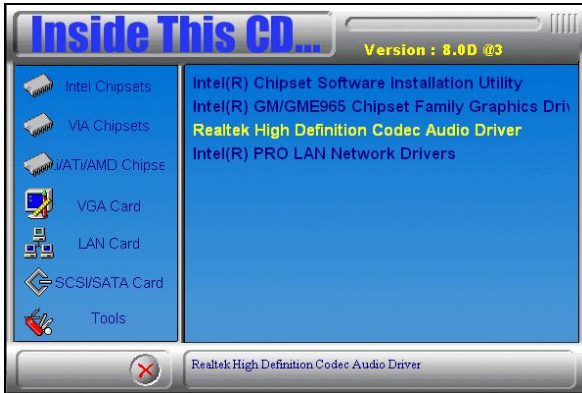 Inside This CD...
Version : 8.0D @3
Intel Chipsets
VIA Chipsets
i/ATi/AMD Chipse
VGA Card
LAN Card
SCSI/SATA Card
Tools
Intel(R) Chipset Software Installation Utility
Intel(R) GM/GME965 Chipset Family Graphics Driv
Realtek High Definition Codec Audio Driver
Intel(R) PRO LAN Network Drivers
Realtek High Definition Codec Audio Driver